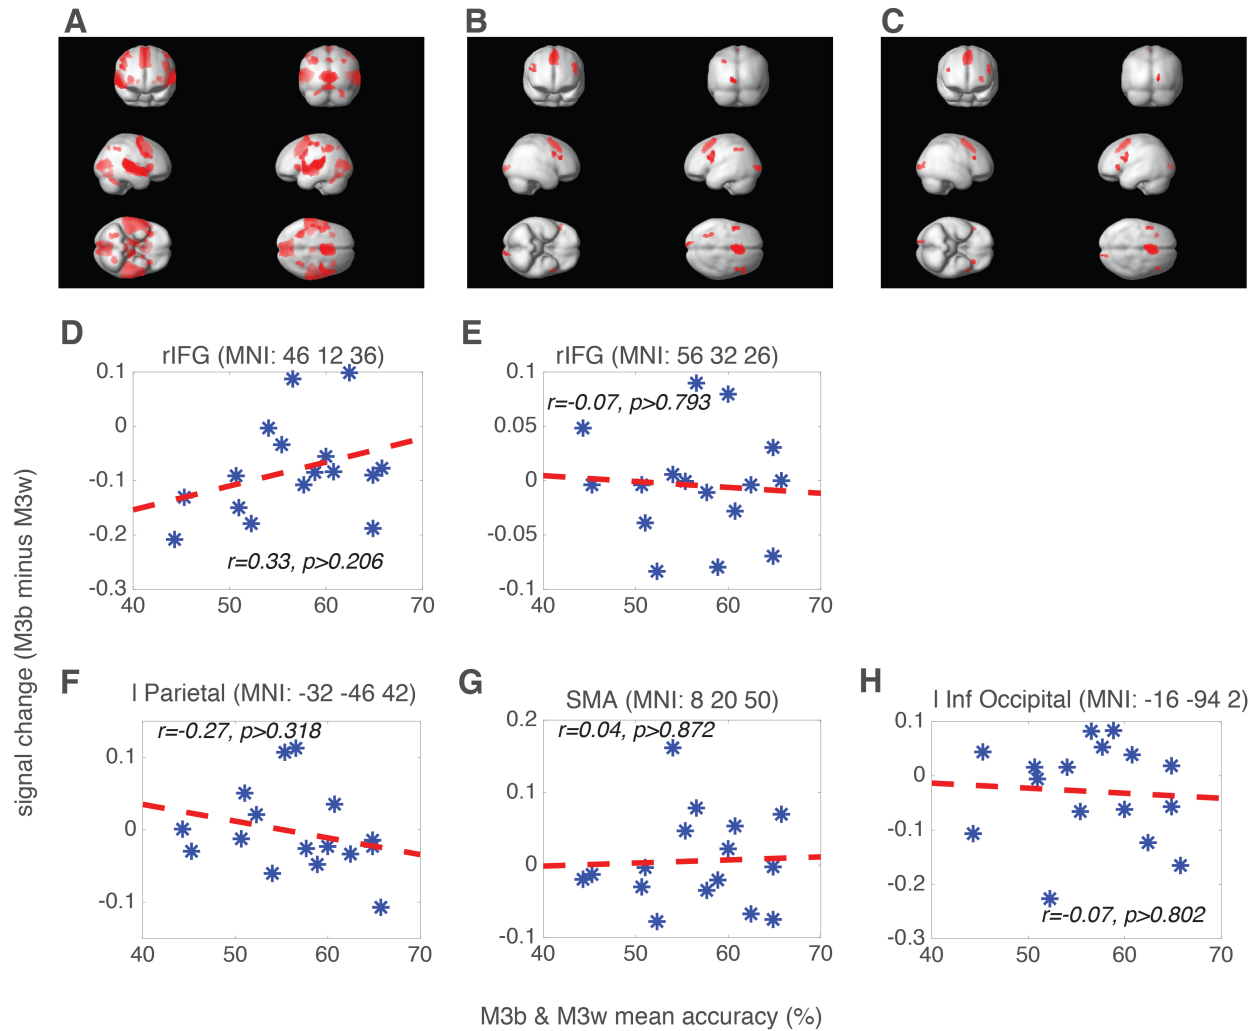 A
B
C
D
rIFG (MNI: 46 12 36)
0.1
0
-0.1
-0.2
-0.3
40
50
60
70
r=0.33, p>0.206
E
rIFG (MNI: 56 32 26)
0.1
0.05
0
-0.05
-0.1
40
50
60
70
r=-0.07, p>0.793
signal change (M3b minus M3w)
F
l Parietal (MNI: -32 -46 42)
r=-0.27, p>0.318
0.1
0
-0.1
40
50
60
70
G
SMA (MNI: 8 20 50)
r=0.04, p>0.872
0.2
0.1
0
-0.1
40
50
60
70
H
l Inf Occipital (MNI: -16 -94 2)
0.1
0
-0.1
-0.2
-0.3
40
50
60
70
r=-0.07, p>0.802
M3b & M3w mean accuracy (%)